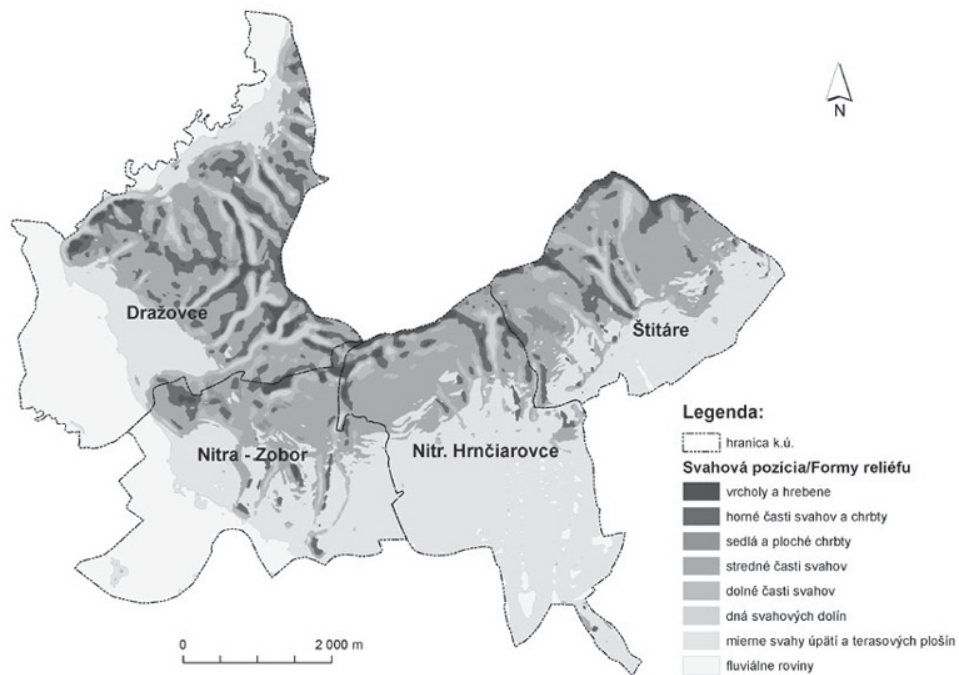 N
Dražovce
Štitáre
Nitra - Zobor
Nitr. Hrnčiarovce
0 2 000 m
Legenda:
hranica k.ú.
Svahová pozícia/Formy reliéfu
vrcholy a hrebene
horné časti svahov a chrbty
sedlá a ploché chrbty
stredné časti svahov
dolné časti svahov
dná svahových dolín
mierne svahy úpätí a terasových plošín
fluviálne roviny